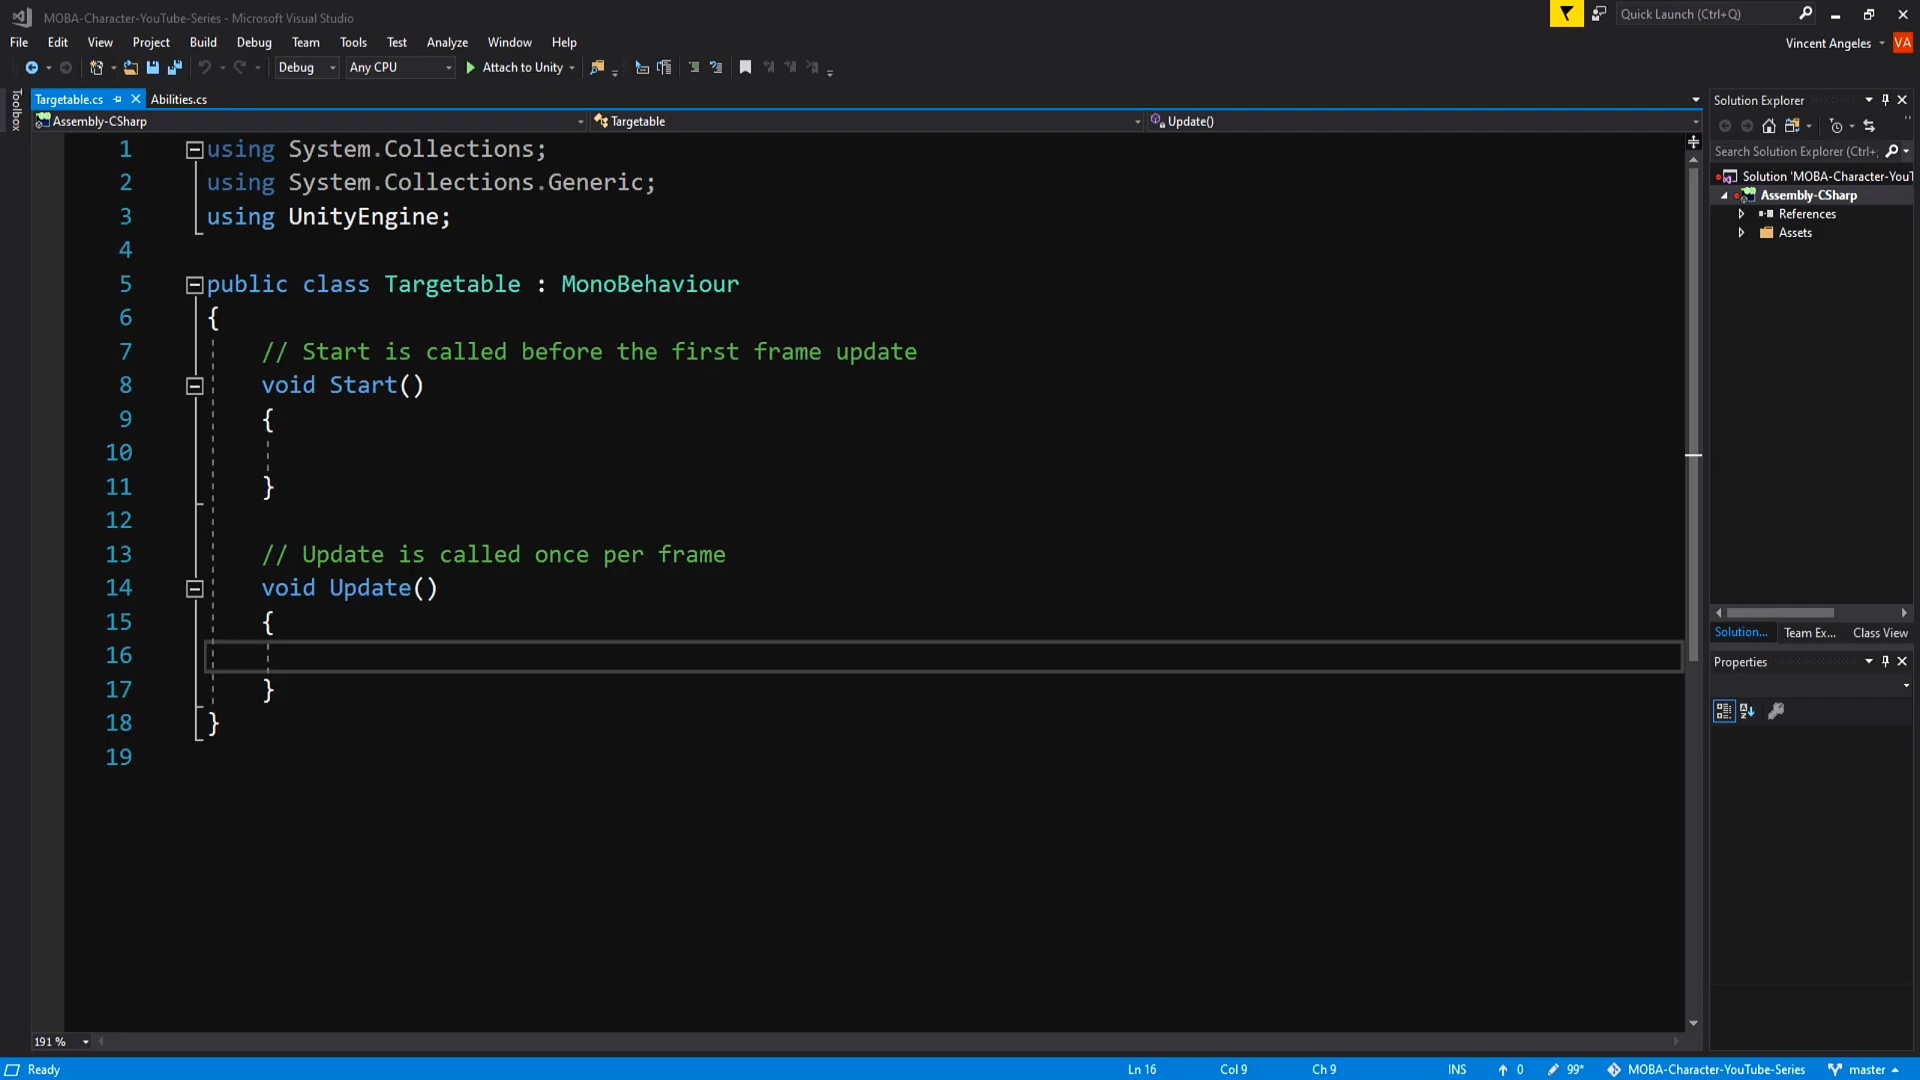 MOBA-Character-YouTube-Series - Microsoft Visual Studio
Quick Launch (Ctrl+Q)
File Edit View Project Build Debug Team Tools Test Analyze Window Help
Vincent Angeles VA
Debug Any CPU Attach to Unity
Toolbox
Targetable.cs Abilities.cs
Assembly-CSharp Targetable Update()
1 using System.Collections;
2 using System.Collections.Generic;
3 using UnityEngine;
4
5 public class Targetable : MonoBehaviour
6 {
7 // Start is called before the first frame update
8 void Start()
9 {
10
11 }
12
13 // Update is called once per frame
14 void Update()
15 {
16
17 }
18 }
19
Solution Explorer
Search Solution Explorer (Ctrl+;
Solution 'MOBA-Character-YouT
Assembly-CSharp
References
Assets
Solution... Team Ex... Class View
Properties
191 %
Ready Ln 16 Col 9 Ch 9 INS 0 99* MOBA-Character-YouTube-Series master